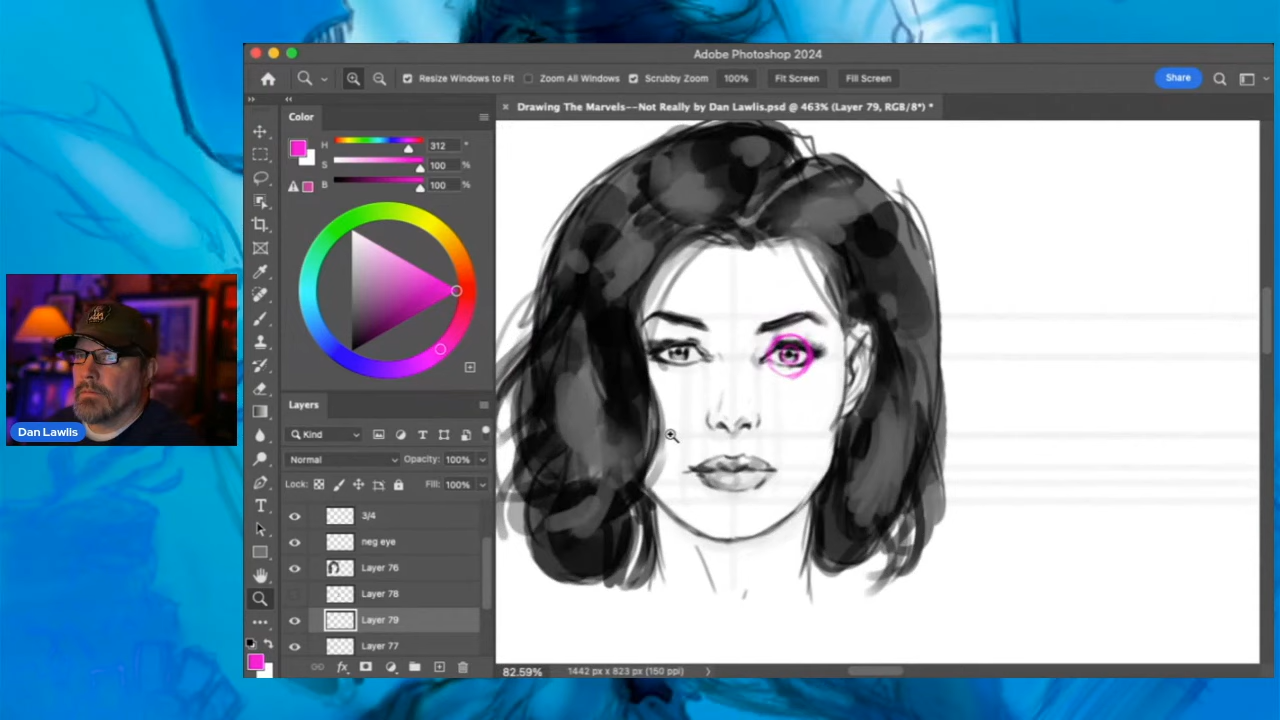 Adobe Photoshop 2024
Resize Windows to Fit Zoom All Windows Scrubby Zoom 100% Fit Screen Fill Screen Share
Color
Drawing The Marvels--Not Really by Dan Lawlis.psd @ 463% (Layer 79, RGB/8*) *
H 312 °
S 100 %
B 100 %
Dan Lawlis
Layers
Kind
Normal Opacity: 100%
Lock: Fill: 100%
3/4
neg eye
Layer 76
Layer 78
Layer 79
Layer 77
82.59% 1442 px x 823 px (150 ppi)